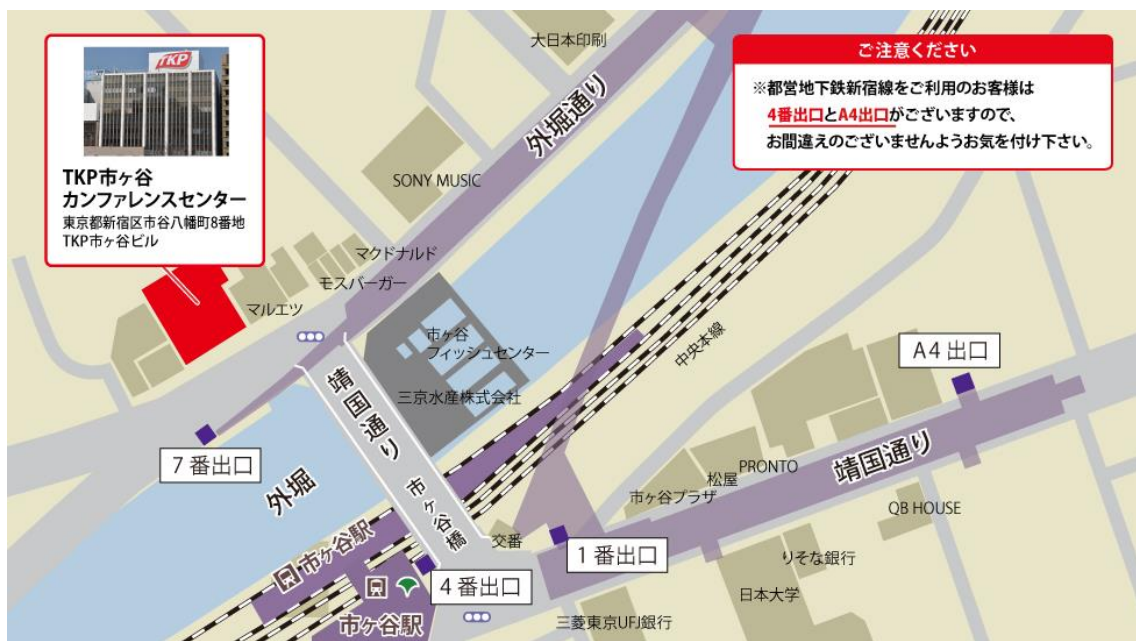 TKP
TKP市ヶ谷
カンファレンスセンター
東京都新宿区市谷八幡町8番地
TKP市ヶ谷ビル
大日本印刷
外堀通り
ご注意ください
※都営地下鉄新宿線をご利用のお客様は
4番出口とA4出口がございますので、
お間違えのございませんようお気を付け下さい。
SONY MUSIC
マクドナルド
モスバーガー
マルエツ
市ヶ谷
フィッシュセンター
三京水産株式会社
中央本線
A4 出口
靖国通り
市ヶ谷橋
7 番出口
外堀
靖国通り
PRONTO
松屋
市ヶ谷プラザ
QB HOUSE
交番
1 番出口
りそな銀行
日本大学
市ヶ谷駅
4 番出口
市ヶ谷駅
三菱東京UFJ銀行